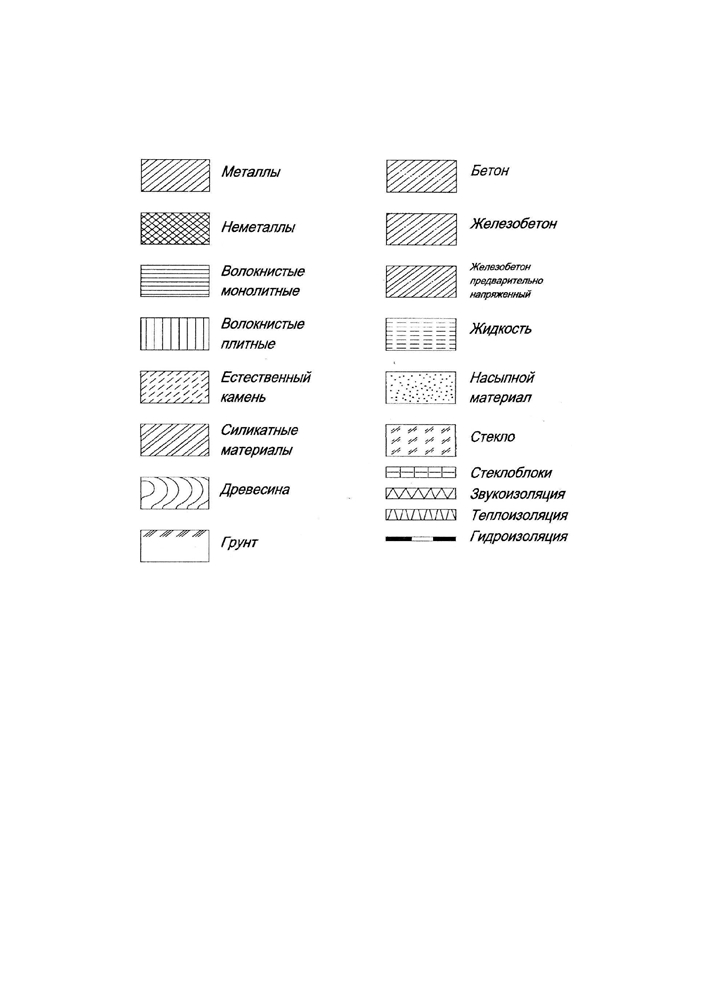 Металлы
Неметаллы
Волокнистые
монолитные
Волокнистые
плитные
Естественный
камень
Силикатные
материалы
Древесина
Грунт
Бетон
Железобетон
Железобетон
предварительно
напряженный
Жидкость
Насыпной
материал
Стекло
Стеклоблоки
Звукоизоляция
Теплоизоляция
Гидроизоляция